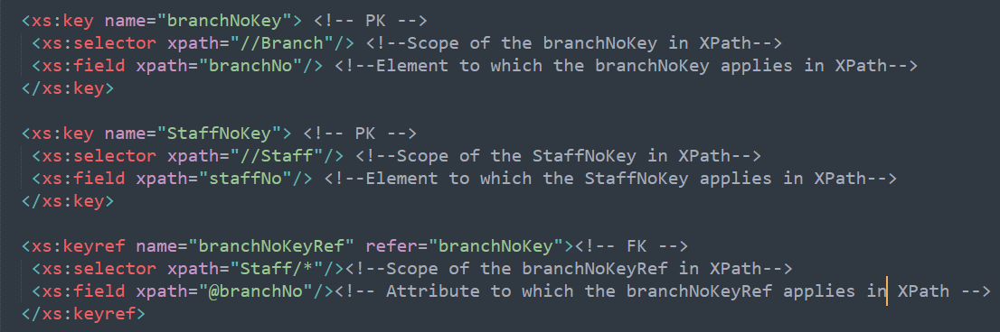 <xs:key name="branchNoKey"> <!-- PK -->
<xs:selector xpath="//Branch"/> <!--Scope of the branchNoKey in XPath-->
<xs:field xpath="branchNo"/> <!--Element to which the branchNoKey applies in XPath-->
</xs:key>
<xs:key name="StaffNoKey"> <!-- PK -->
<xs:selector xpath="//Staff"/> <!--Scope of the StaffNoKey in XPath-->
<xs:field xpath="staffNo"/> <!--Element to which the StaffNoKey applies in XPath-->
</xs:key>
<xs:keyref name="branchNoKeyRef" refer="branchNoKey"><!-- FK -->
<xs:selector xpath="Staff/*"/><!--Scope of the branchNoKeyRef in XPath-->
<xs:field xpath="@branchNo"/><!-- Attribute to which the branchNoKeyRef applies in XPath -->
</xs:keyref>